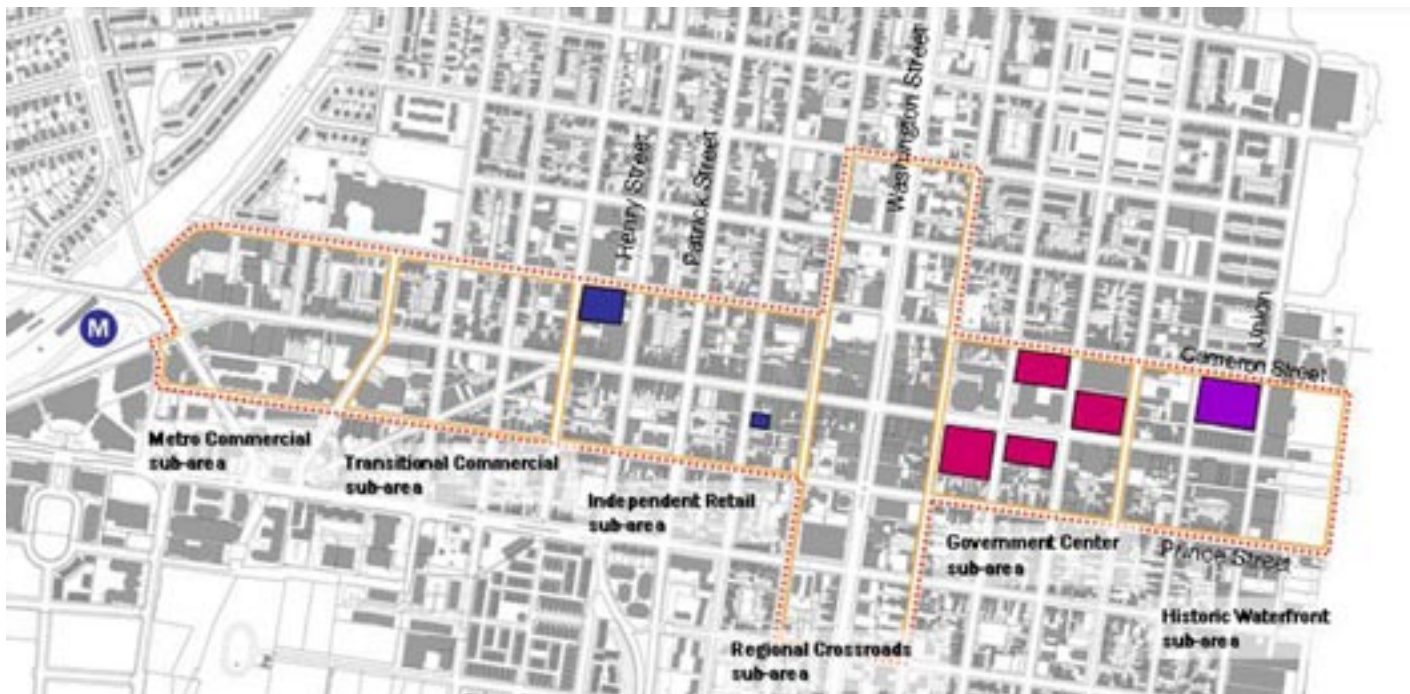 Washington Street
Henry Street
Patrick Street
Union
Cameron Street
M
Metro Commercial
sub-area
Transitional Commercial
sub-area
Independent Retail
sub-area
Government Center
sub-area
Prince Street
Historic Waterfront
sub-area
Regional Crossroads
sub-area